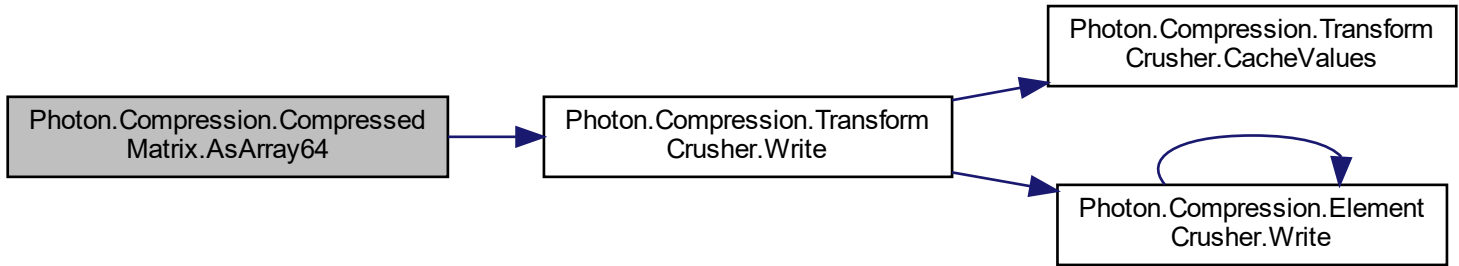 Photon.Compression.Compressed
Matrix.AsArray64
Photon.Compression.Transform
Crusher.Write
Photon.Compression.Transform
Crusher.CacheValues
Photon.Compression.Element
Crusher.Write